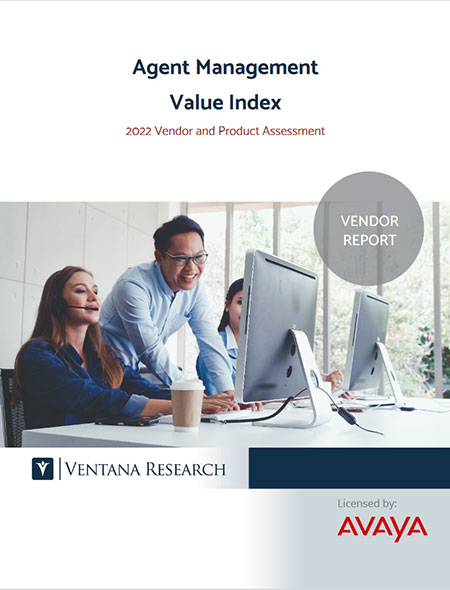 Agent Management
Value Index
2022 Vendor and Product Assessment
VENDOR
REPORT
VENTANA RESEARCH
Licensed by:
AVAYA